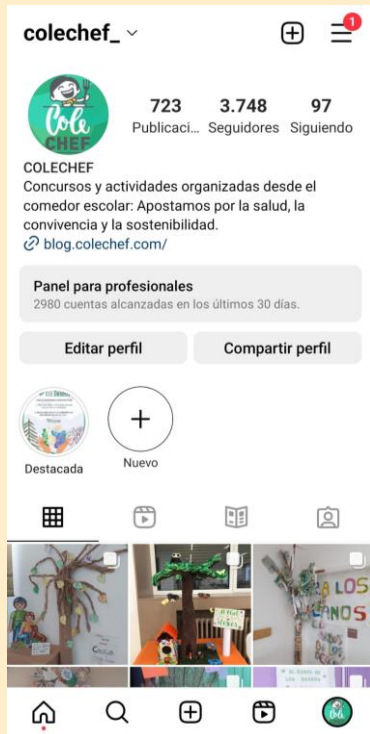 colechef_
1
Cole
CHEF
723 3.748 97
Publicaci... Seguidores Siguiendo
COLECHEF
Concursos y actividades organizadas desde el
comedor escolar: Apostamos por la salud, la
convivencia y la sostenibilidad.
blog.colechef.com/
Panel para profesionales
2980 cuentas alcanzadas en los últimos 30 días.
Editar perfil Compartir perfil
Destacada Nuevo
A LOS